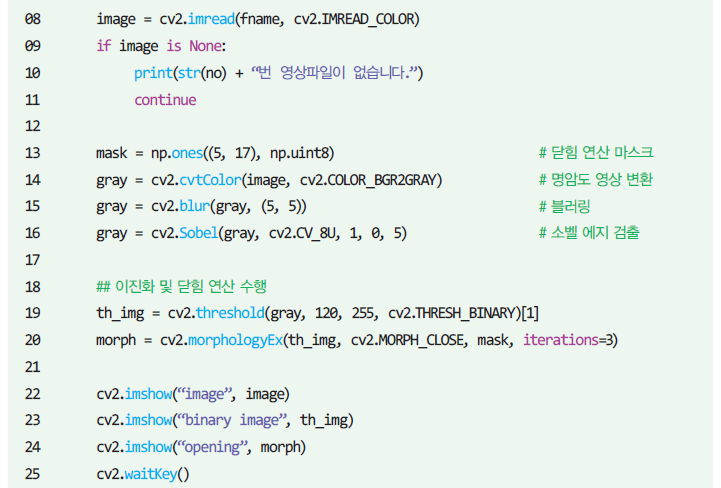 08 image = cv2.imread(fname, cv2.IMREAD_COLOR)
09 if image is None:
10 print(str(no) + “번 영상파일이 없습니다.”)
11 continue
12
13 mask = np.ones((5, 17), np.uint8) # 닫힘 연산 마스크
14 gray = cv2.cvtColor(image, cv2.COLOR_BGR2GRAY) # 명암도 영상 변환
15 gray = cv2.blur(gray, (5, 5)) # 블러링
16 gray = cv2.Sobel(gray, cv2.CV_8U, 1, 0, 5) # 소벨 에지 검출
17
18 ## 이진화 및 닫힘 연산 수행
19 th_img = cv2.threshold(gray, 120, 255, cv2.THRESH_BINARY)[1]
20 morph = cv2.morphologyEx(th_img, cv2.MORPH_CLOSE, mask, iterations=3)
21
22 cv2.imshow(“image”, image)
23 cv2.imshow(“binary image”, th_img)
24 cv2.imshow(“opening”, morph)
25 cv2.waitKey()